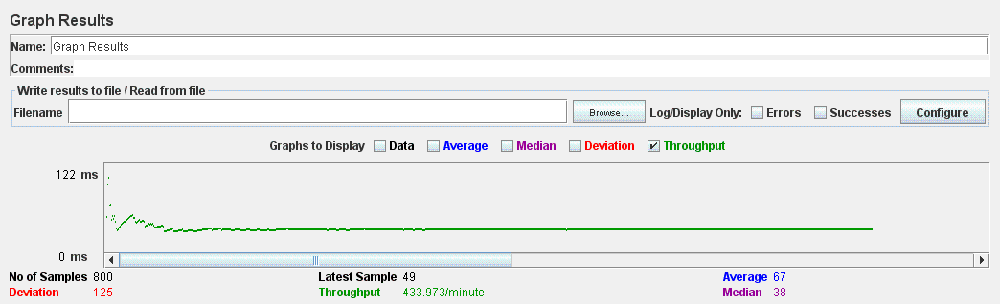 Graph Results
Name: Graph Results
Comments:
Write results to file / Read from file
Filename Browse... Log/Display Only: Errors Successes Configure
Graphs to Display Data Average Median Deviation Throughput
122 ms
0 ms
No of Samples 800 Latest Sample 49 Average 67
Deviation 125 Throughput 433.973/minute Median 38